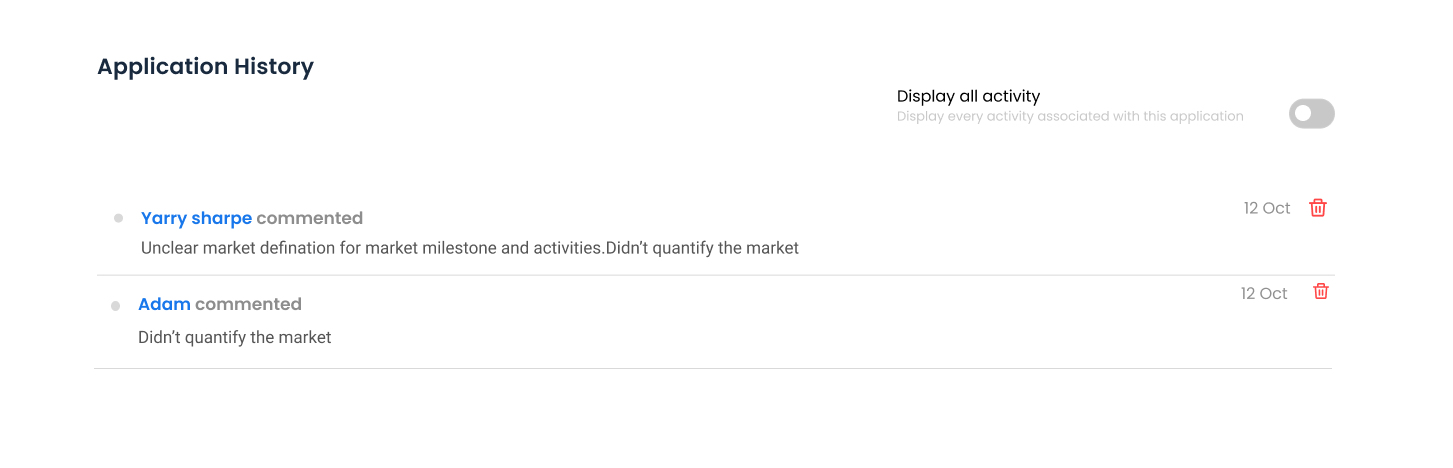 Application History
Display all activity
Display every activity associated with this application
Yarry sharpe commented
12 Oct
Unclear market defination for market milestone and activities.Didn’t quantify the market
Adam commented
12 Oct
Didn’t quantify the market